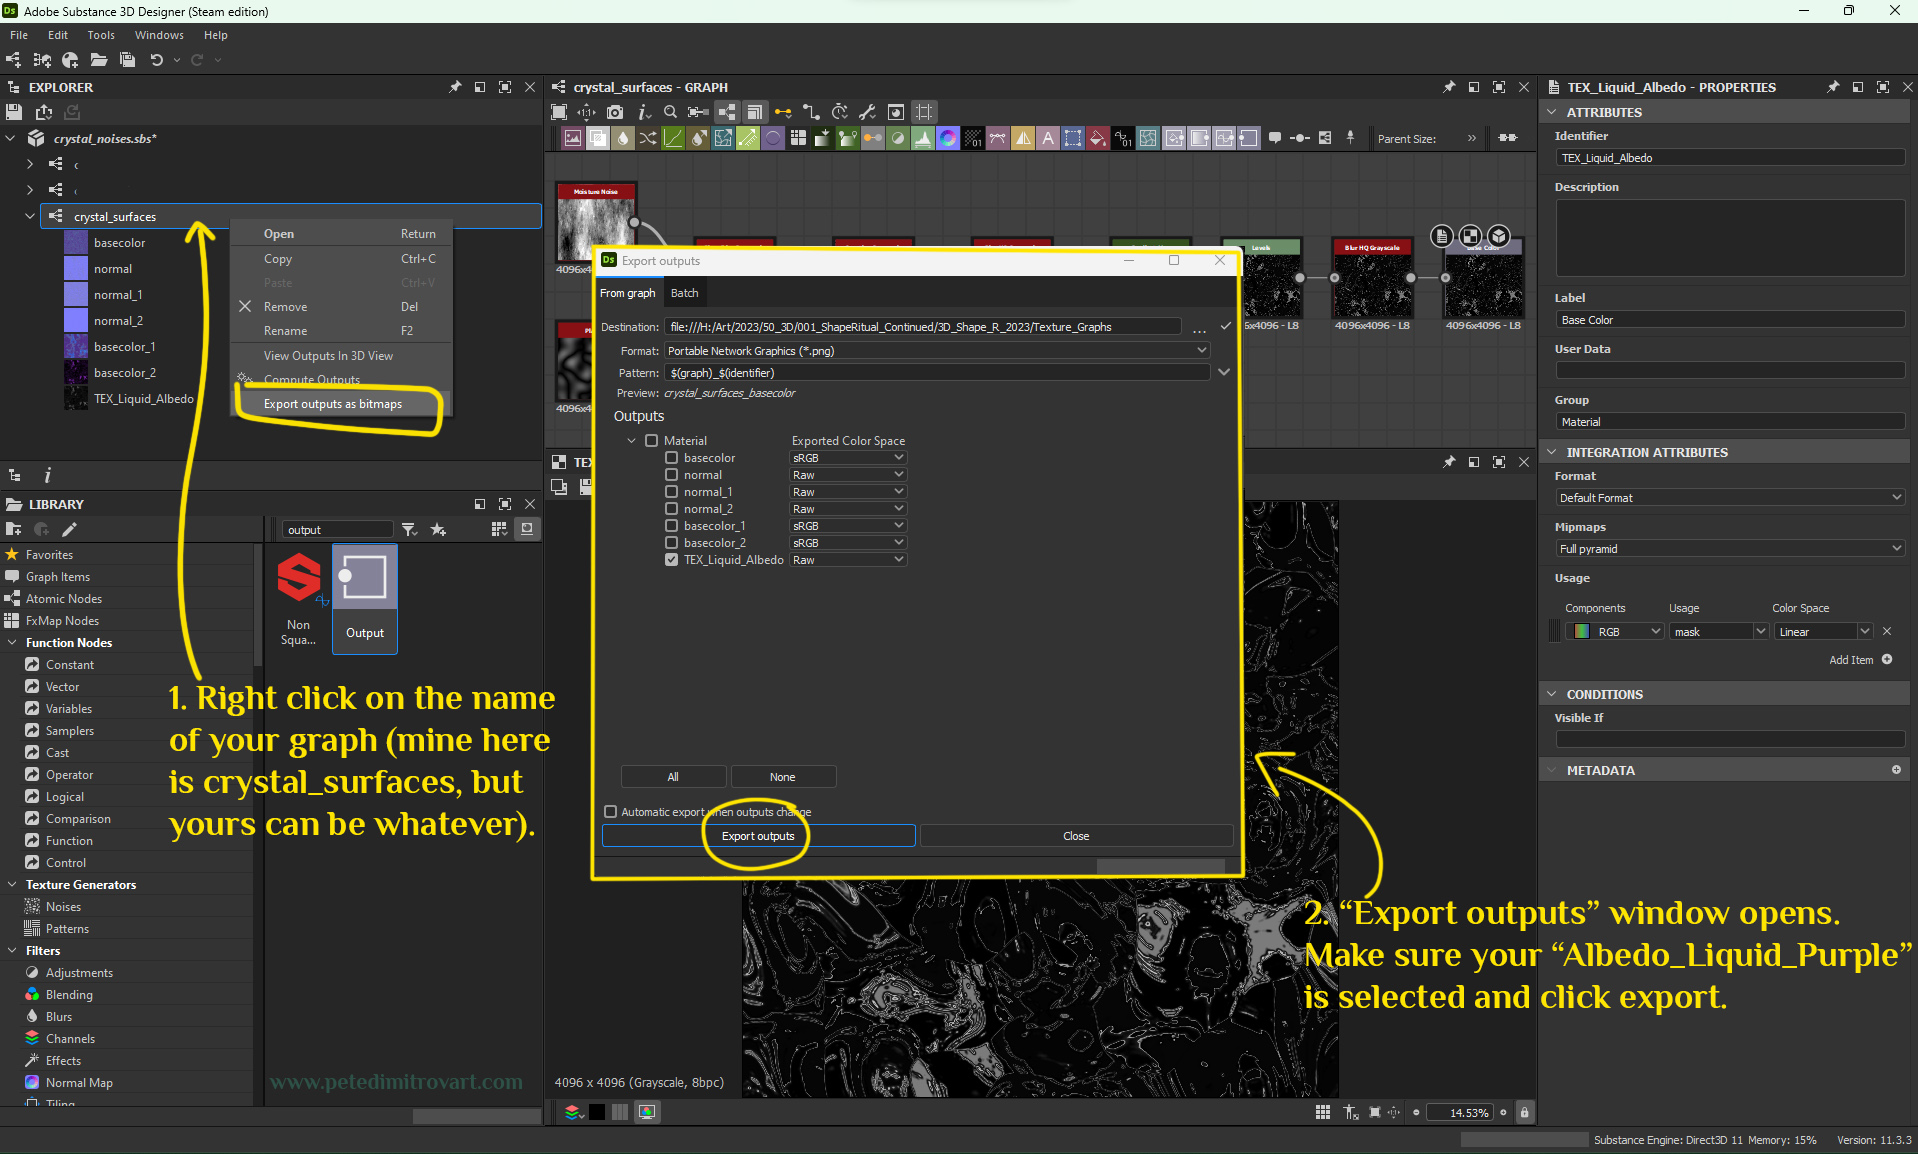 Adobe Substance 3D Designer (Steam edition)
File Edit Tools Windows Help
EXPLORER
crystal_noises.sbs*
crystal_surfaces
basecolor
normal
normal_1
normal_2
basecolor_1
basecolor_2
TEX_Liquid_Albedo
Open Return
Copy Ctrl+C
Paste Ctrl+V
Remove Del
Rename F2
View Outputs In 3D View
Compute Outputs
Export outputs as bitmaps
LIBRARY
output
Favorites
Graph Items
Atomic Nodes
FxMap Nodes
Function Nodes
Constant
Vector
Variables
Samplers
Cast
Operator
Logical
Comparison
Function
Control
Texture Generators
Noises
Patterns
Filters
Adjustments
Blending
Blurs
Channels
Effects
Normal Map
Tiling
Non
Squa...
Output
1. Right click on the name
of your graph (mine here
is crystal_surfaces, but
yours can be whatever).
www.petedimitrovart.com
crystal_surfaces - GRAPH
Parent Size:
Moisture Noise
Levels
Blur HQ Grayscale
Base Color
4096x4096 - L8
4096x4096 - L8
Export outputs
From graph Batch
Destination: file:///H:/Art/2023/50_3D/001_ShapeRitual_Continued/3D_Shape_R_2023/Texture_Graphs
Format: Portable Network Graphics (*.png)
Pattern: $(graph)_$(identifier)
Preview: crystal_surfaces_basecolor
Outputs
Material Exported Color Space
basecolor sRGB
normal Raw
normal_1 Raw
normal_2 Raw
basecolor_1 sRGB
basecolor_2 sRGB
TEX_Liquid_Albedo Raw
All None
Automatic export when outputs change
Export outputs Close
2. “Export outputs” window opens.
Make sure your “Albedo_Liquid_Purple”
is selected and click export.
4096 x 4096 (Grayscale, 8bpc)
14.53%
TEX_Liquid_Albedo - PROPERTIES
ATTRIBUTES
Identifier
TEX_Liquid_Albedo
Description
Label
Base Color
User Data
Group
Material
INTEGRATION ATTRIBUTES
Format
Default Format
Mipmaps
Full pyramid
Usage
Components Usage Color Space
RGB mask Linear
Add Item
CONDITIONS
Visible If
METADATA
Substance Engine: Direct3D 11 Memory: 15% Version: 11.3.3